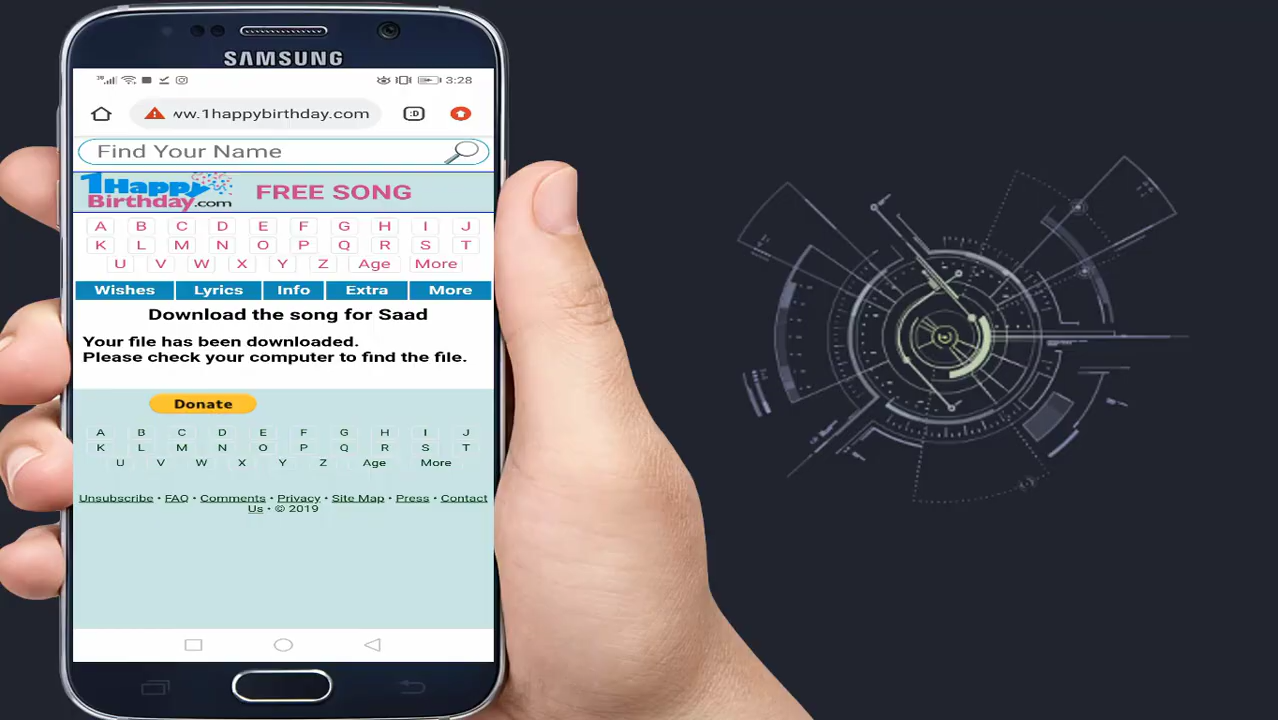 SAMSUNG
3:28
ww.1happybirthday.com
:D
Find Your Name
1Happy
Birthday.com
FREE SONG
A B C D E F G H I J
K L M N O P Q R S T
U V W X Y Z Age More
Wishes Lyrics Info Extra More
Download the song for Saad
Your file has been downloaded.
Please check your computer to find the file.
Donate
A B C D E F G H I J
K L M N O P Q R S T
U V W X Y Z Age More
Unsubscribe • FAQ • Comments • Privacy • Site Map • Press • Contact
Us • © 2019